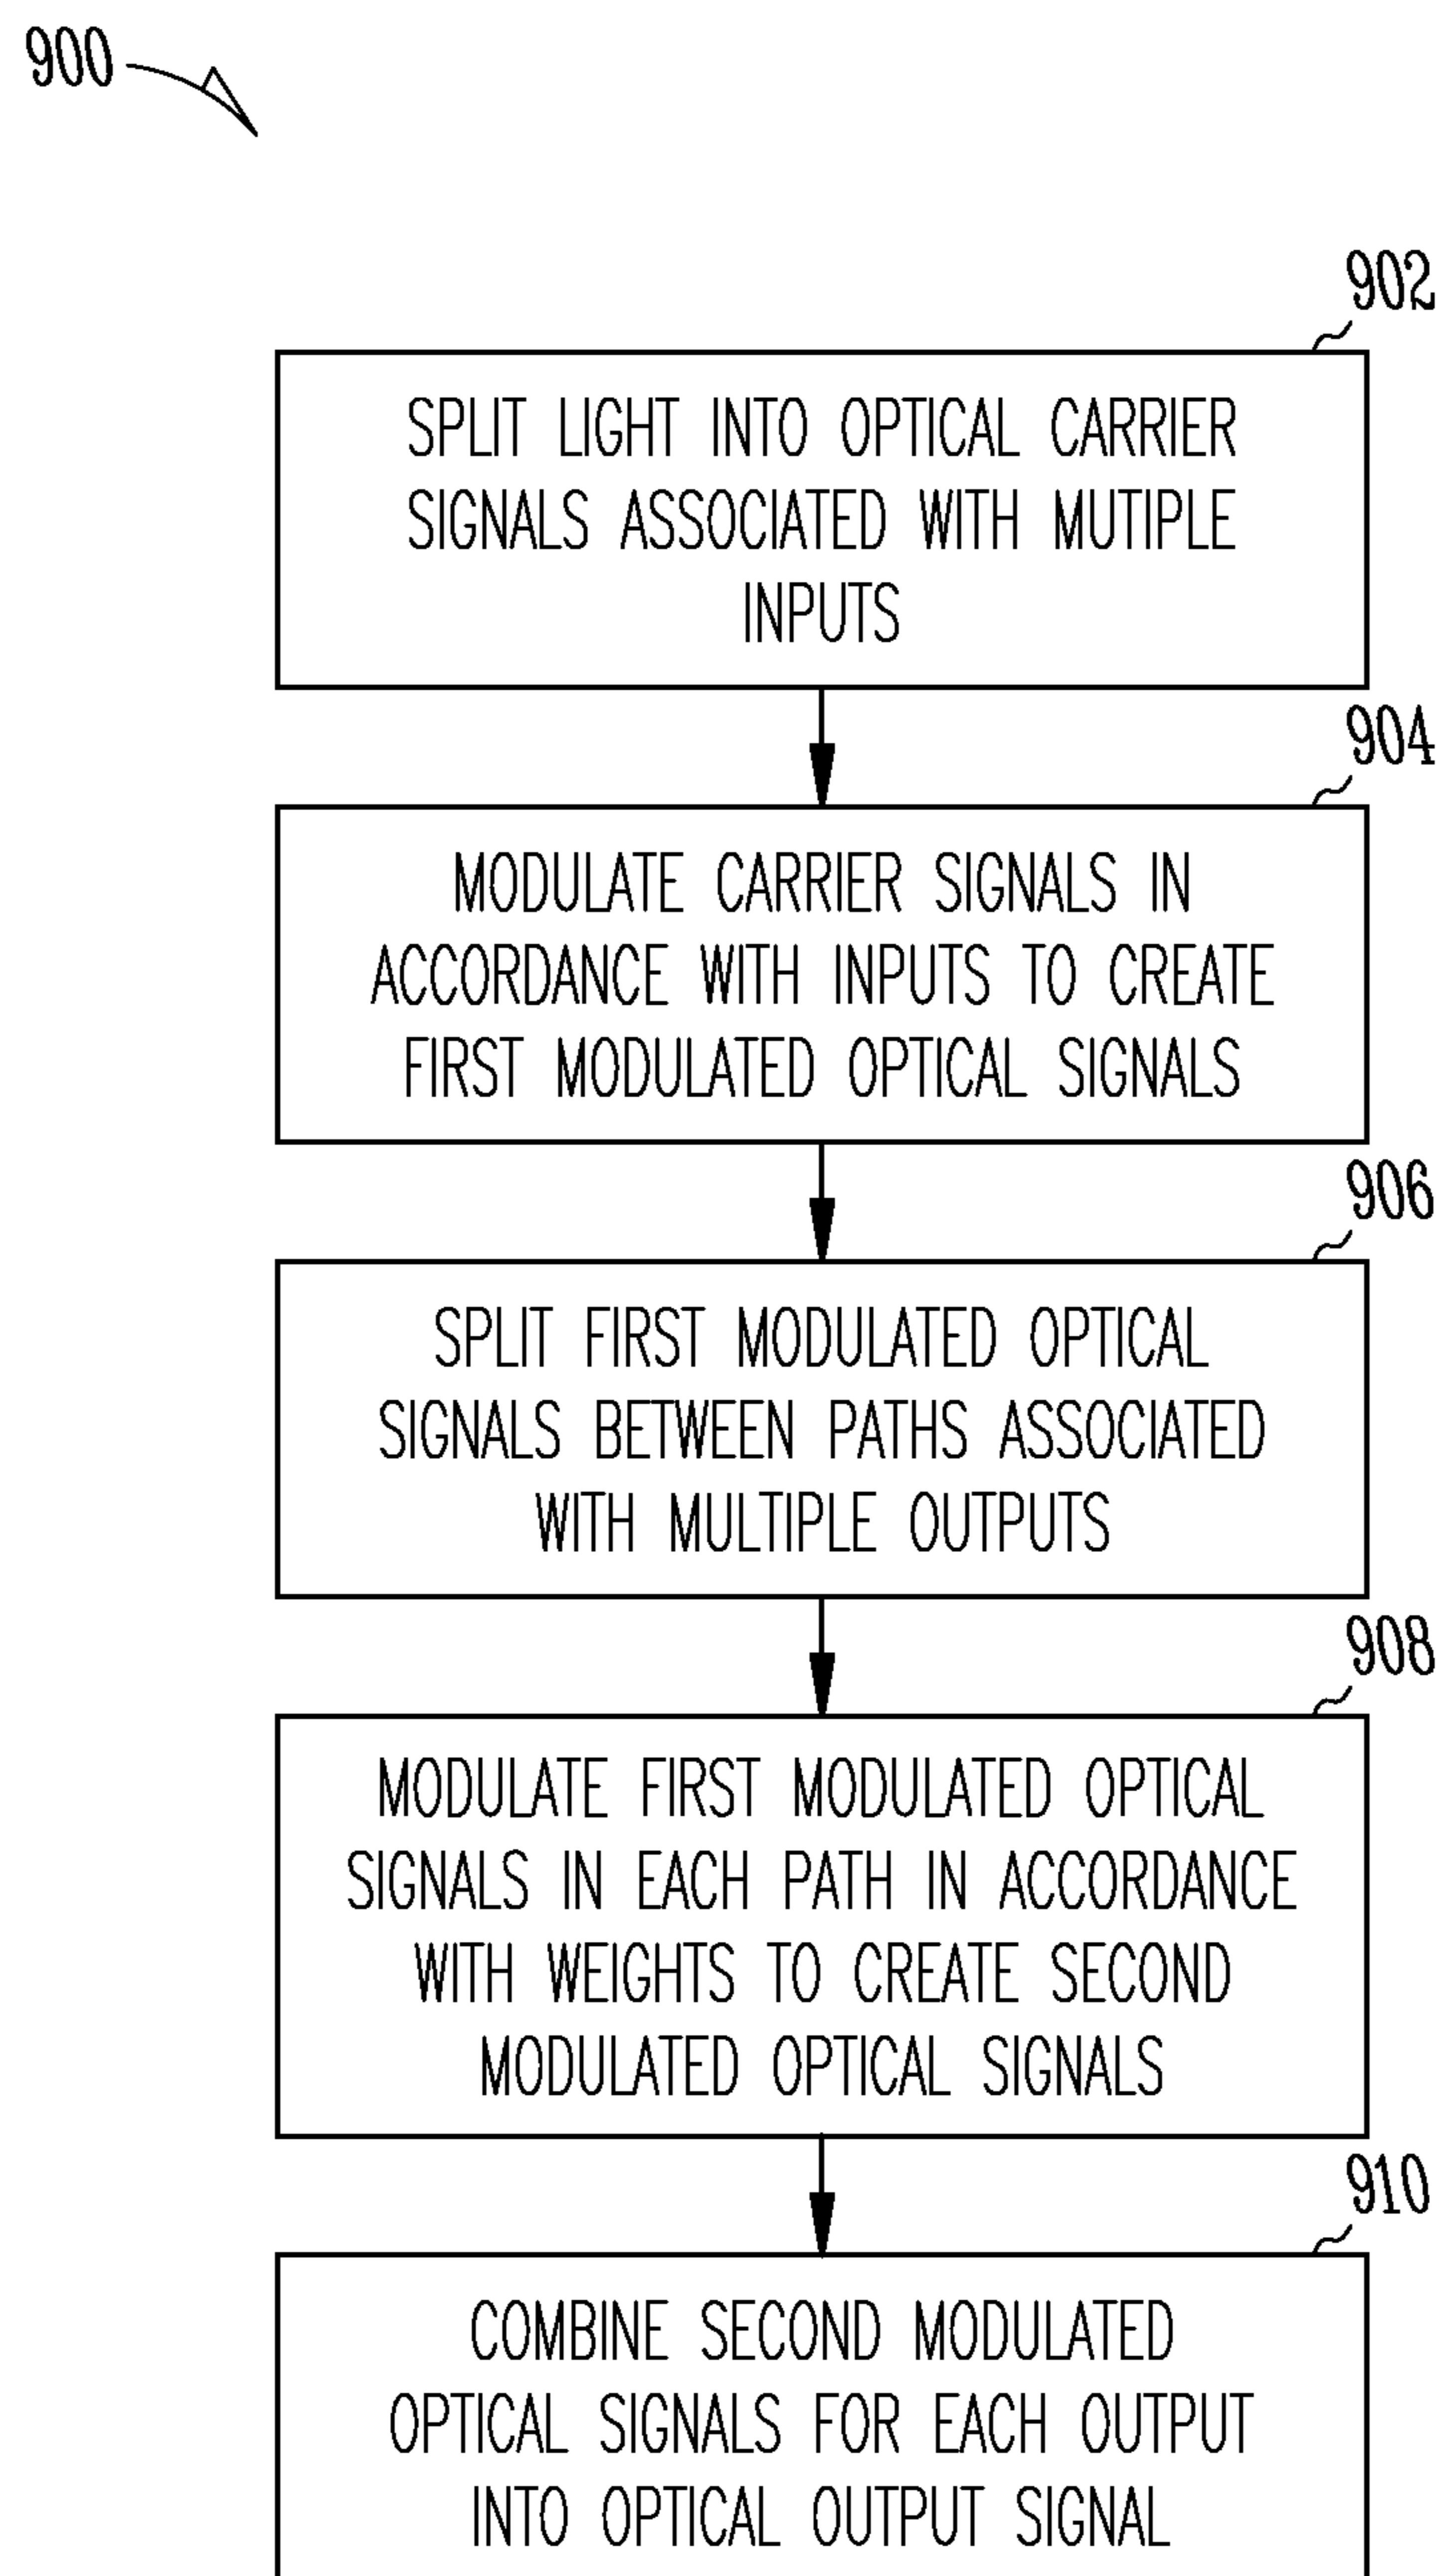 900
902
SPLIT LIGHT INTO OPTICAL CARRIER
SIGNALS ASSOCIATED WITH MUTIPLE
INPUTS
904
MODULATE CARRIER SIGNALS IN
ACCORDANCE WITH INPUTS TO CREATE
FIRST MODULATED OPTICAL SIGNALS
906
SPLIT FIRST MODULATED OPTICAL
SIGNALS BETWEEN PATHS ASSOCIATED
WITH MULTIPLE OUTPUTS
908
MODULATE FIRST MODULATED OPTICAL
SIGNALS IN EACH PATH IN ACCORDANCE
WITH WEIGHTS TO CREATE SECOND
MODULATED OPTICAL SIGNALS
910
COMBINE SECOND MODULATED
OPTICAL SIGNALS FOR EACH OUTPUT
INTO OPTICAL OUTPUT SIGNAL